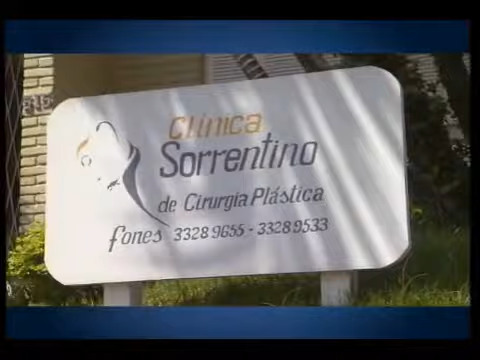 Clínica
Sorrentino
de Cirurgia Plástica
fones 3328 9655 - 3328 9533